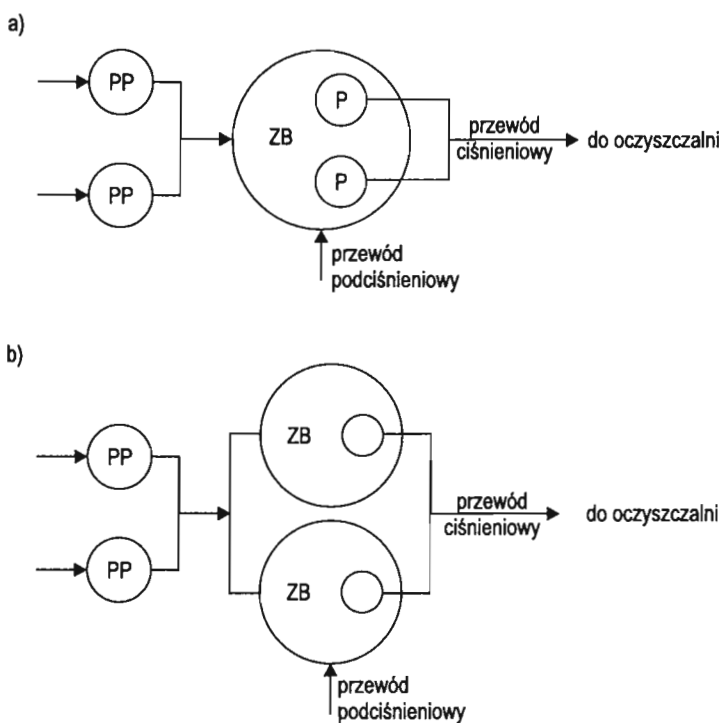 a)
PP
PP
ZB
P
P
przewód
ciśnieniowy
do oczyszczalni
przewód
podciśnieniowy
b)
PP
PP
ZB
ZB
przewód
ciśnieniowy
do oczyszczalni
przewód
podciśnieniowy